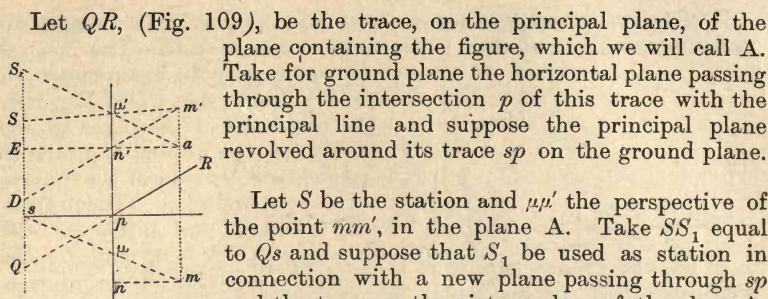 Let QR, (Fig. 109), be the trace, on the principal plane, of the
plane containing the figure, which we will call A.
Take for ground plane the horizontal plane passing
through the intersection p of this trace with the
principal line and suppose the principal plane
revolved around its trace sp on the ground plane.
Let S be the station and μμ' the perspective of
the point mm', in the plane A. Take SS₁ equal
to Qs and suppose that S₁ be used as station in
connection with a new plane passing through sp
S₁
μ'
m'
S
E
n'
a
R
D
s
p
μ
Q
n
m